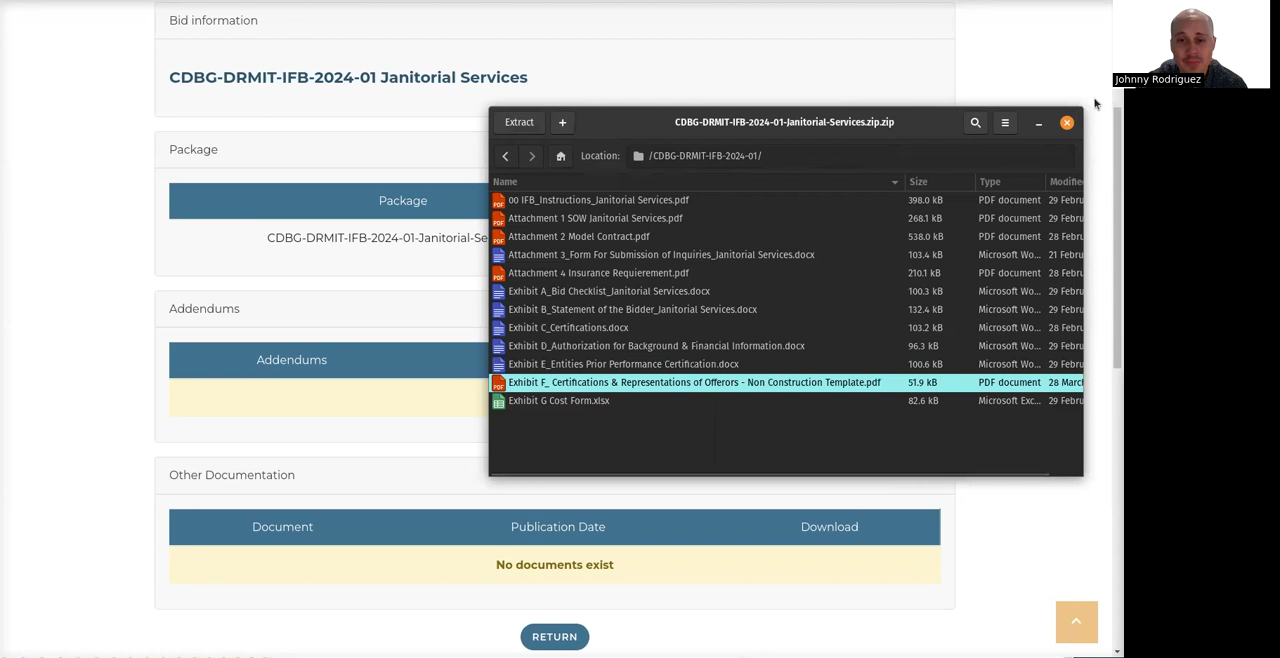 Bid information
CDBG-DRMIT-IFB-2024-01 Janitorial Services
Johnny Rodriguez
Package
Package
CDBG-DRMIT-IFB-2024-01-Janitorial-Se
Addendums
Addendums
Extract + CDBG-DRMIT-IFB-2024-01-Janitorial-Services.zip.zip
Location: /CDBG-DRMIT-IFB-2024-01/
Name Size Type Modifie
00 IFB_Instructions_Janitorial Services.pdf 398.0 kB PDF document 29 Febru
Attachment 1 SOW Janitorial Services.pdf 268.1 kB PDF document 29 Febru
Attachment 2 Model Contract.pdf 538.0 kB PDF document 28 Febru
Attachment 3_Form For Submission of Inquiries_Janitorial Services.docx 103.4 kB Microsoft Wo... 21 Febru
Attachment 4 Insurance Requierement.pdf 210.1 kB PDF document 28 Febru
Exhibit A_Bid Checklist_Janitorial Services.docx 100.3 kB Microsoft Wo... 29 Febru
Exhibit B_Statement of the Bidder_Janitorial Services.docx 132.4 kB Microsoft Wo... 29 Febru
Exhibit C_Certifications.docx 103.2 kB Microsoft Wo... 28 Febru
Exhibit D_Authorization for Background & Financial Information.docx 96.3 kB Microsoft Wo... 29 Febru
Exhibit E_Entities Prior Performance Certification.docx 100.6 kB Microsoft Wo... 29 Febru
Exhibit F_ Certifications & Representations of Offerors - Non Construction Template.pdf 51.9 kB PDF document 28 March
Exhibit G Cost Form.xlsx 82.6 kB Microsoft Exc... 29 Febru
Other Documentation
Document Publication Date Download
No documents exist
RETURN